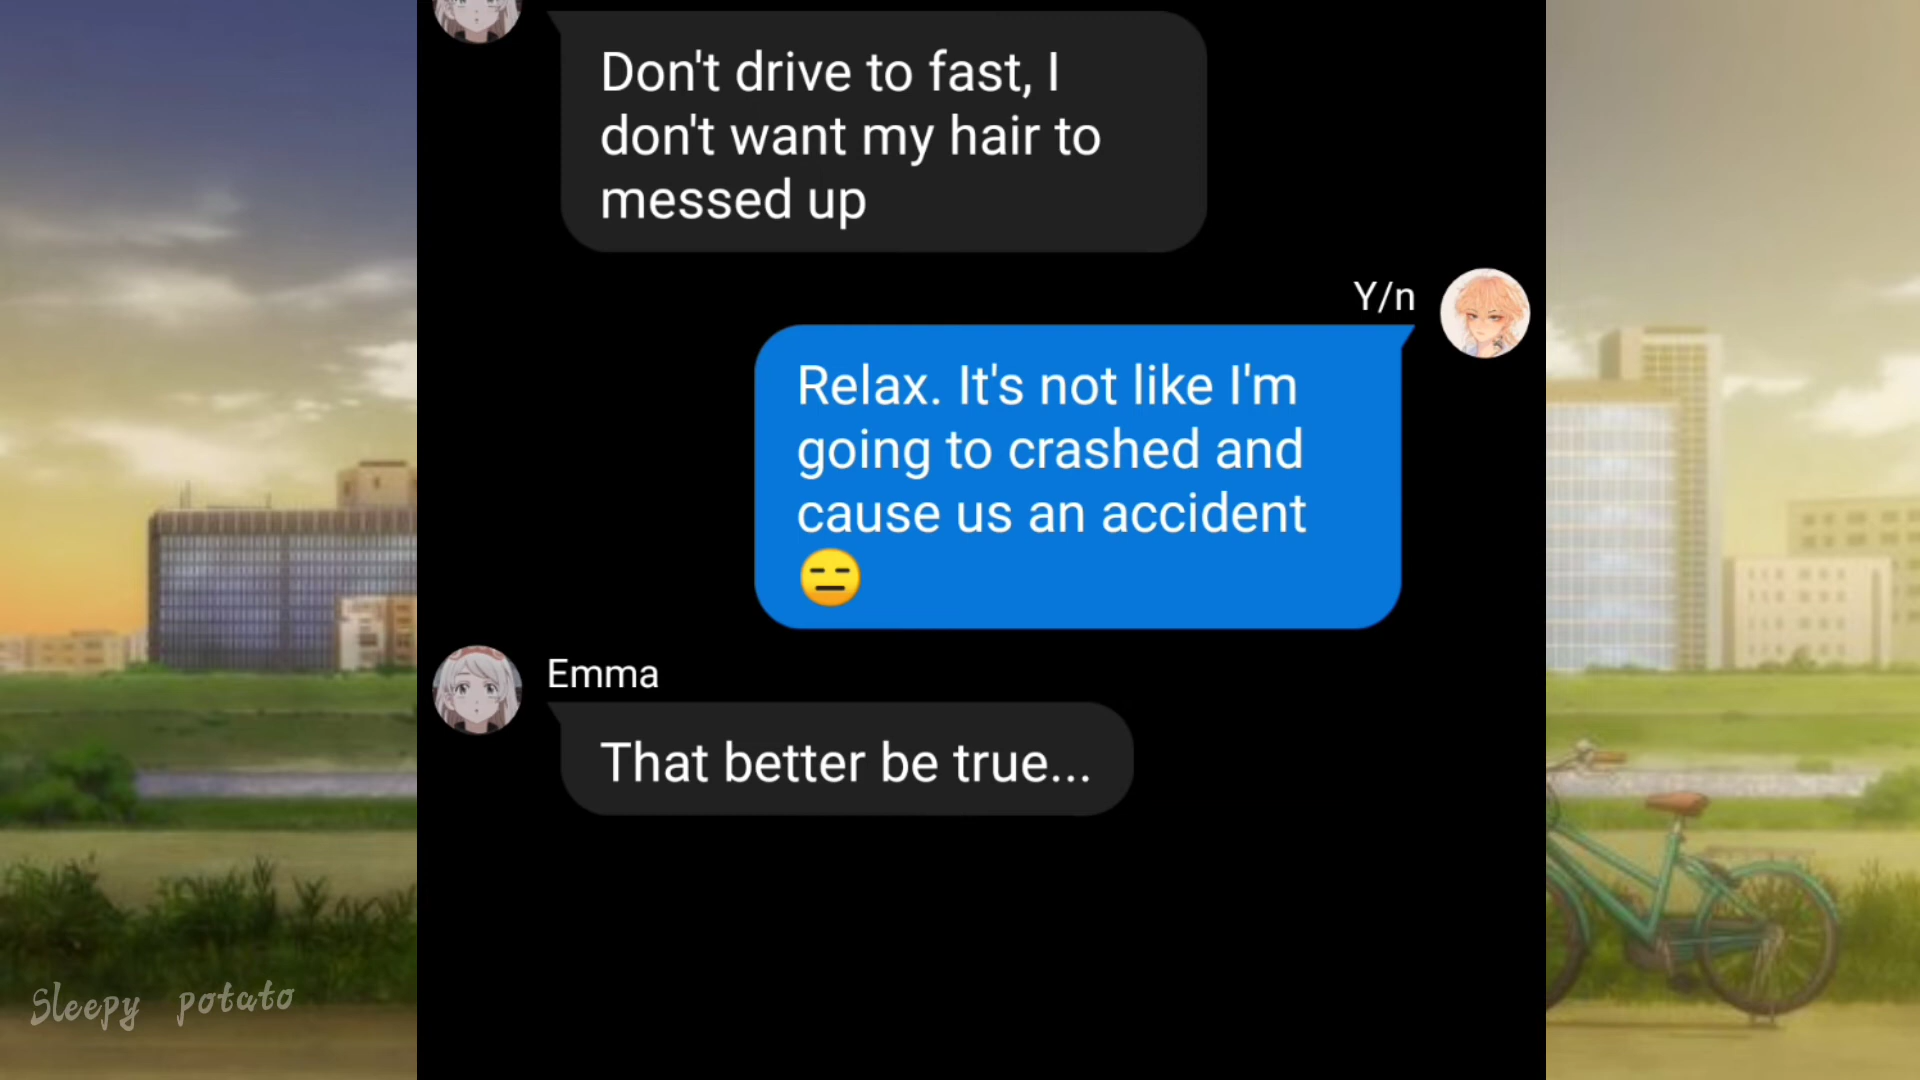 Don't drive to fast, I
don't want my hair to
messed up
Y/n
Relax. It's not like I'm
going to crashed and
cause us an accident
😑
Emma
That better be true...
Sleepy potato